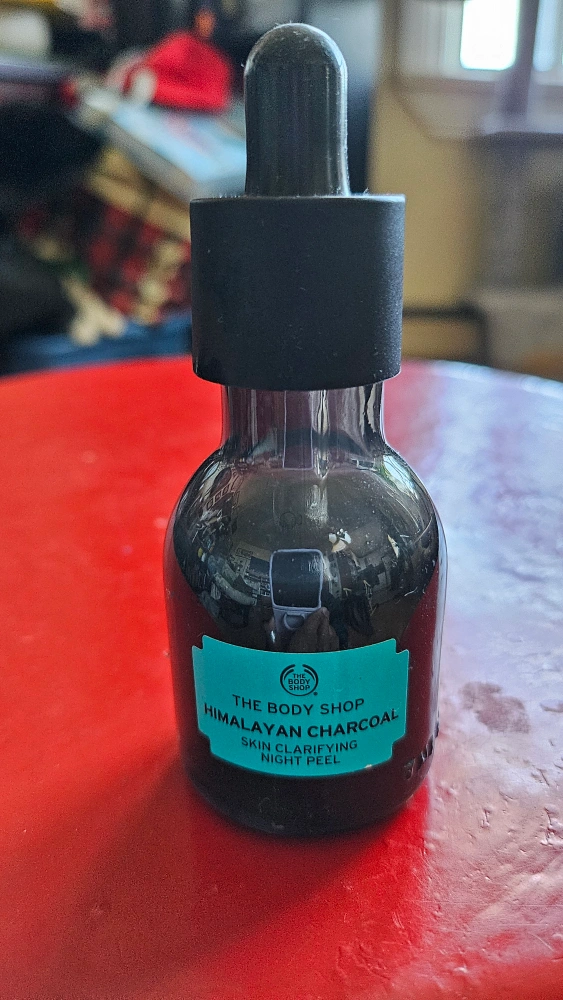 THE
BODY
SHOP
THE BODY SHOP
HIMALAYAN CHARCOAL
SKIN CLARIFYING
NIGHT PEEL